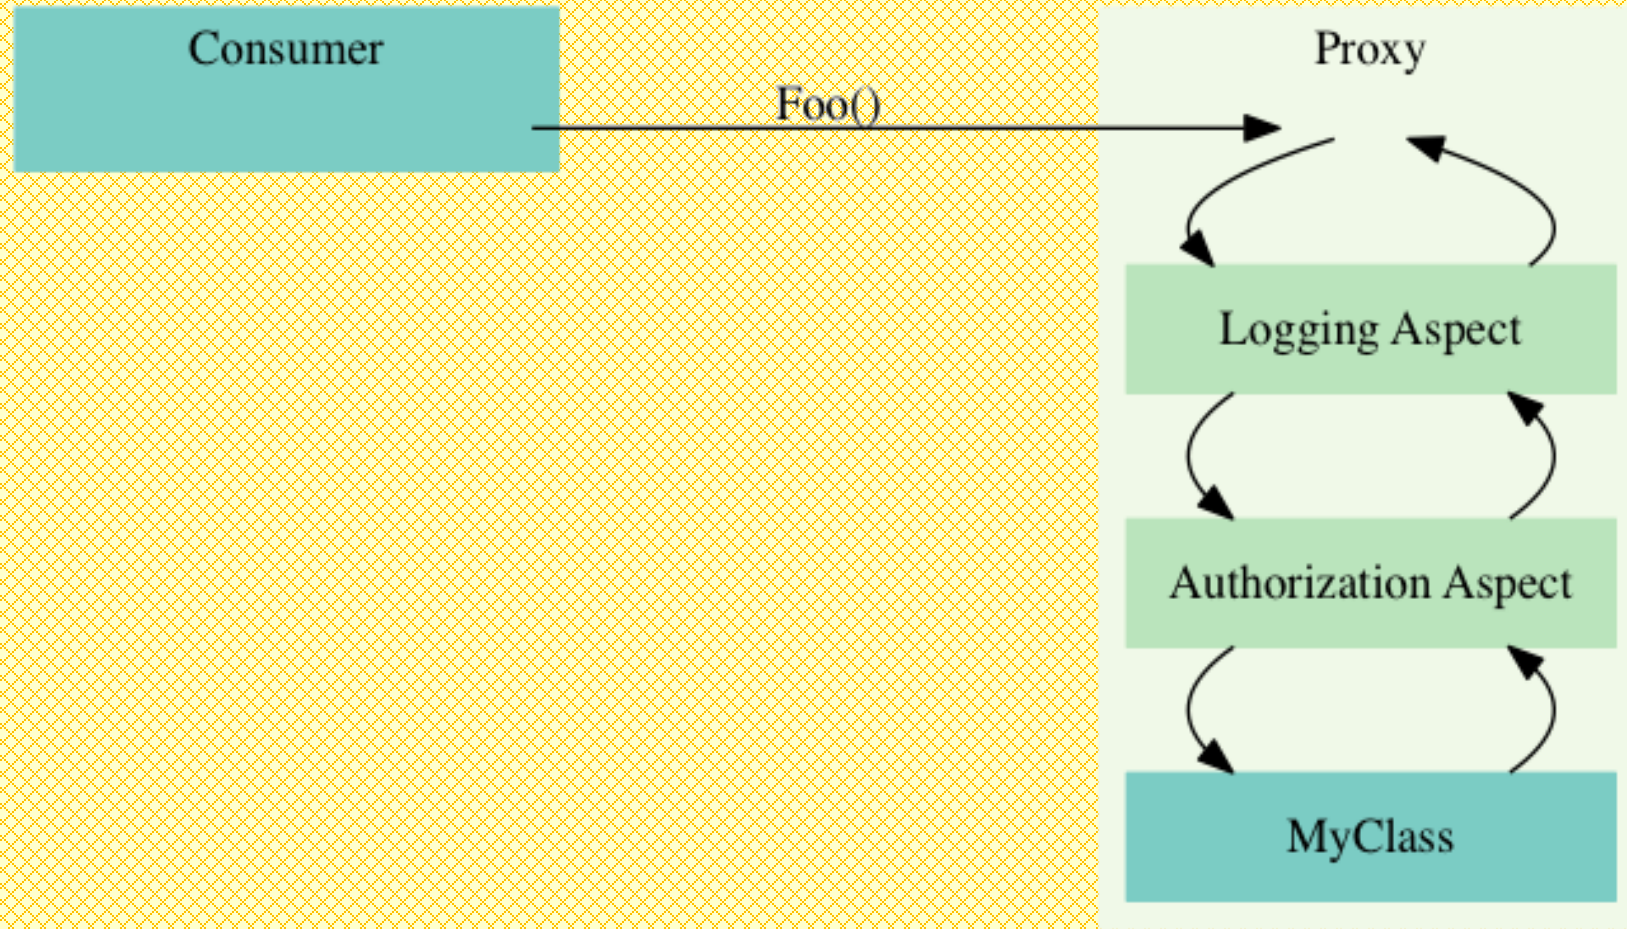 Consumer
Proxy
Foo()
Logging Aspect
Authorization Aspect
MyClass